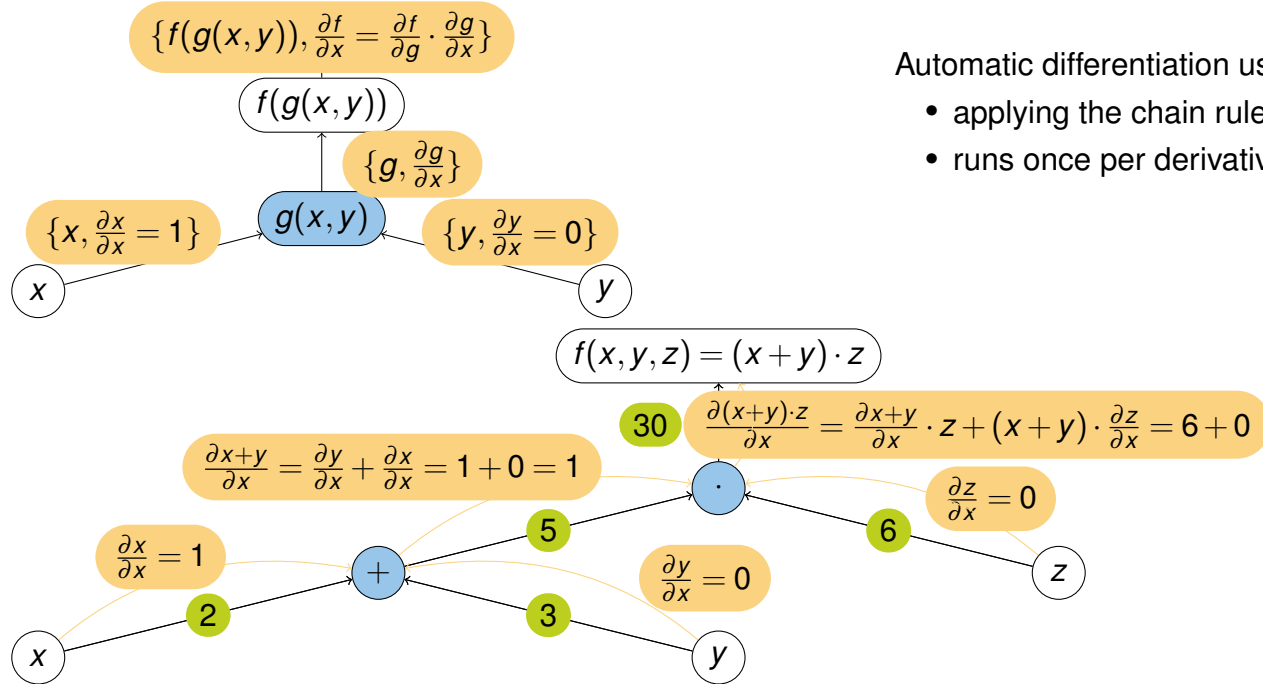 {f(g(x, y)), ∂f/∂x = ∂f/∂g · ∂g/∂x}
f(g(x, y))
{g, ∂g/∂x}
g(x, y)
{x, ∂x/∂x = 1}
{y, ∂y/∂x = 0}
x
y
Automatic differentiation us
• applying the chain rule
• runs once per derivativ
f(x, y, z) = (x + y) · z
30
∂(x+y)·z/∂x = ∂x+y/∂x · z + (x + y) · ∂z/∂x = 6 + 0
∂x+y/∂x = ∂y/∂x + ∂x/∂x = 1 + 0 = 1
·
∂z/∂x = 0
5
6
∂x/∂x = 1
+
∂y/∂x = 0
z
2
3
x
y